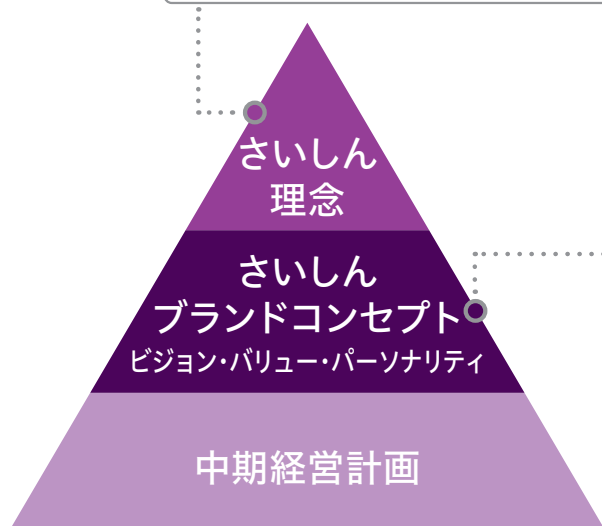 さいしん
理念
さいしん
ブランドコンセプト
ビジョン・バリュー・パーソナリティ
中期経営計画